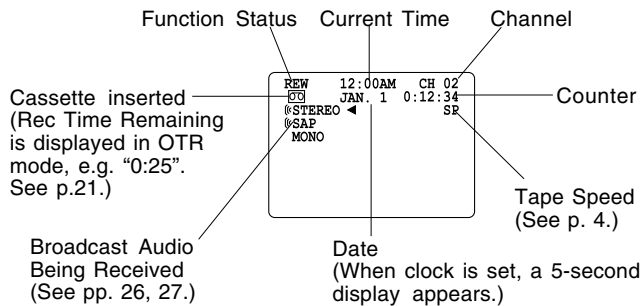 Function Status
Current Time
Channel
REW 12:00AM CH 02
JAN. 1 0:12:34
STEREO ◄ SP
SAP
MONO
Cassette inserted
(Rec Time Remaining
is displayed in OTR
mode, e.g. “0:25”.
See p.21.)
Counter
Tape Speed
(See p. 4.)
Broadcast Audio
Being Received
(See pp. 26, 27.)
Date
(When clock is set, a 5-second
display appears.)